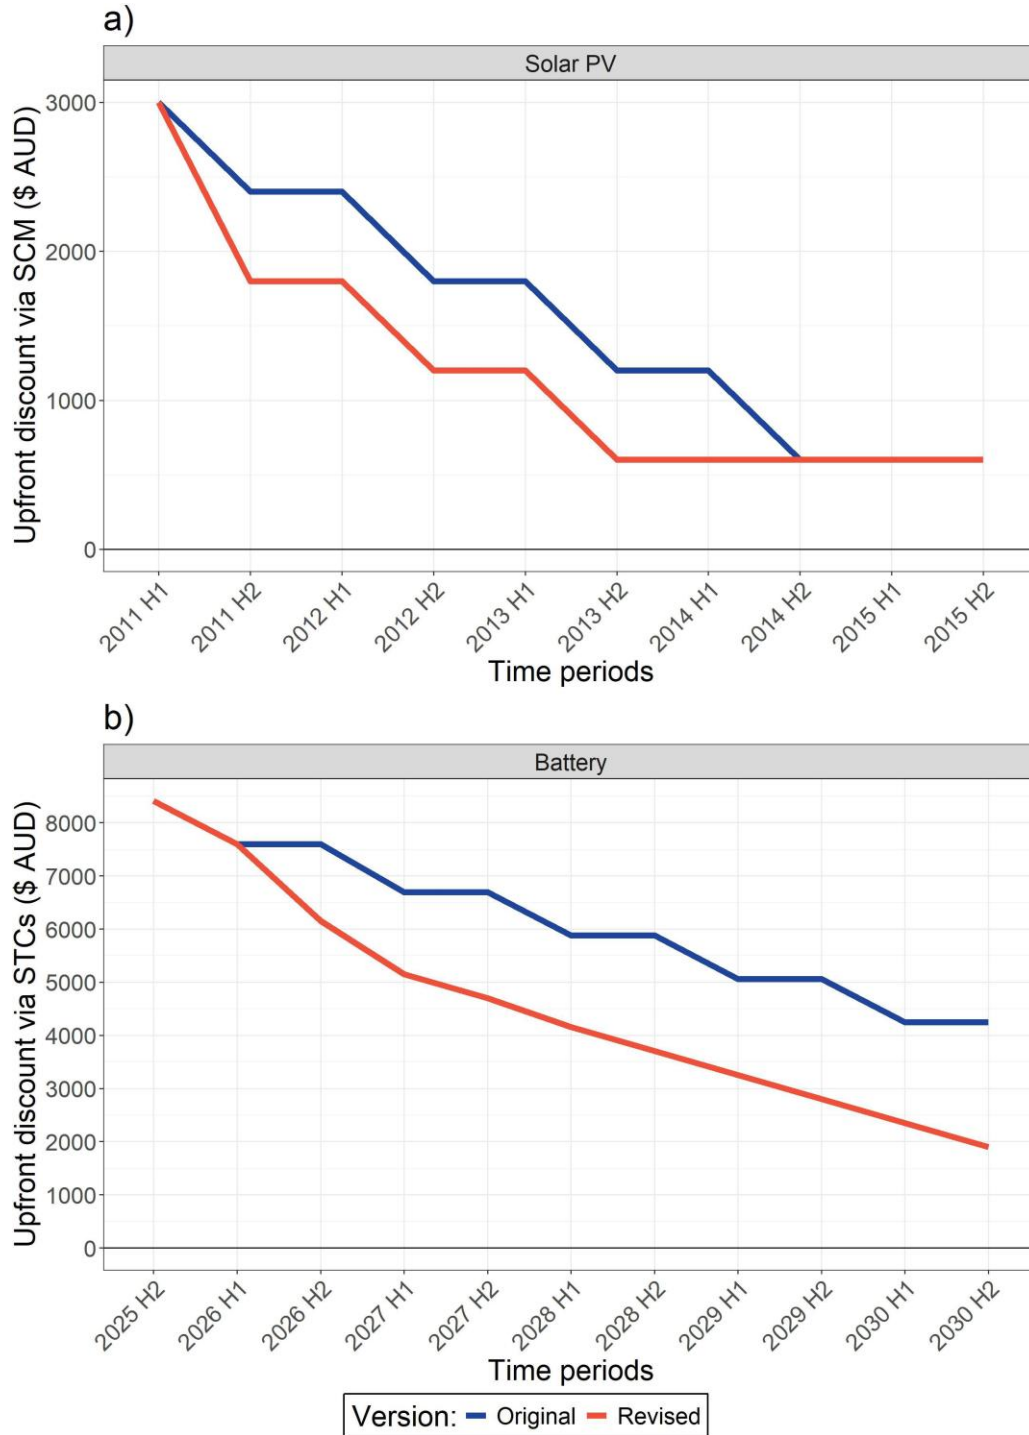 a)
Solar PV
Upfront discount via SCM ($ AUD)
3000
2000
1000
0
2011 H1
2011 H2
2012 H1
2012 H2
2013 H1
2013 H2
2014 H1
2014 H2
2015 H1
2015 H2
Time periods
b)
Battery
Upfront discount via STCs ($ AUD)
8000
7000
6000
5000
4000
3000
2000
1000
0
2025 H2
2026 H1
2026 H2
2027 H1
2027 H2
2028 H1
2028 H2
2029 H1
2029 H2
2030 H1
2030 H2
Time periods
Version: Original Revised